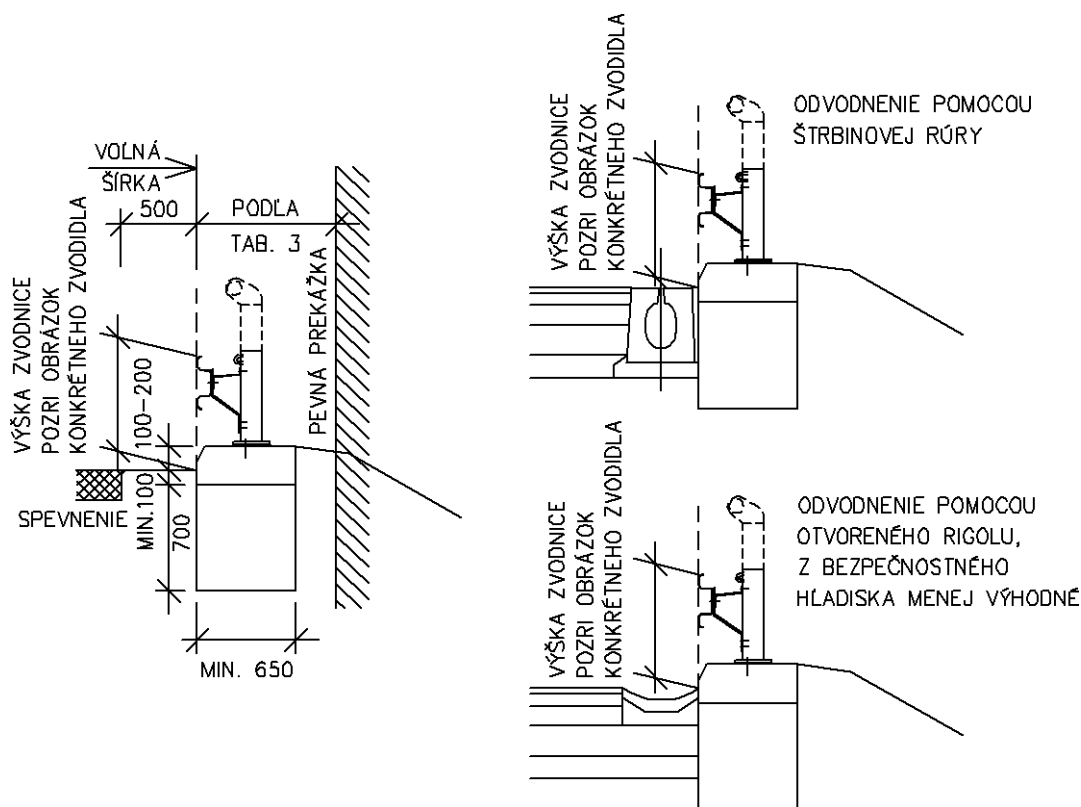 VOĽNÁ
ŠÍRKA
500
PODĽA
TAB. 3
VÝŠKA ZVODNICE
POZRI OBRÁZOK
KONKRÉTNEHO ZVODIDLA
100-200
PEVNÁ PREKÁŽKA
SPEVNENIE
MIN.100
700
MIN. 650
VÝŠKA ZVODNICE
POZRI OBRÁZOK
KONKRÉTNEHO ZVODIDLA
ODVODNENIE POMOCOU
ŠTRBINOVEJ RÚRY
VÝŠKA ZVODNICE
POZRI OBRÁZOK
KONKRÉTNEHO ZVODIDLA
ODVODNENIE POMOCOU
OTVORENÉHO RIGOLU,
Z BEZPEČNOSTNÉHO
HĽADISKA MENEJ VÝHODNÉ